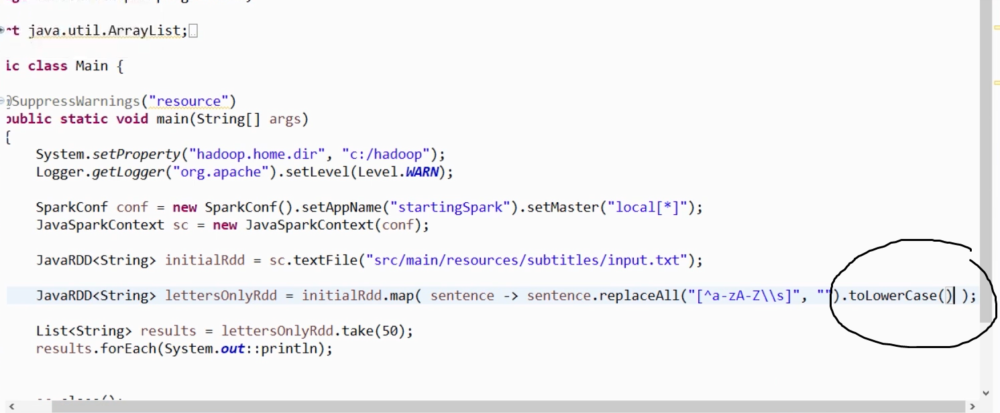 java.util.ArrayList;
class Main {
@SuppressWarnings("resource")
public static void main(String[] args)
{
System.setProperty("hadoop.home.dir", "c:/hadoop");
Logger.getLogger("org.apache").setLevel(Level.WARN);
SparkConf conf = new SparkConf().setAppName("startingSpark").setMaster("local[*]");
JavaSparkContext sc = new JavaSparkContext(conf);
JavaRDD<String> initialRdd = sc.textFile("src/main/resources/subtitles/input.txt");
JavaRDD<String> lettersOnlyRdd = initialRdd.map( sentence -> sentence.replaceAll("[^a-zA-Z\\s]", "").toLowerCase() );
List<String> results = lettersOnlyRdd.take(50);
results.forEach(System.out::println);